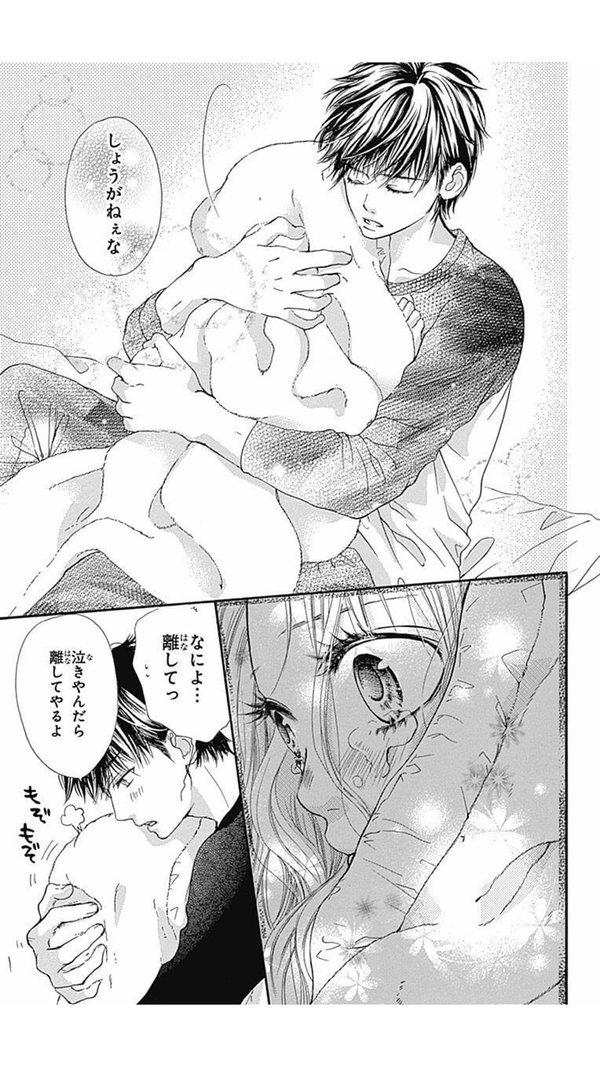 しょうがねぇな
なによ…
離してっ
泣きやんだら
離してやるよ
もぞ
もぞ